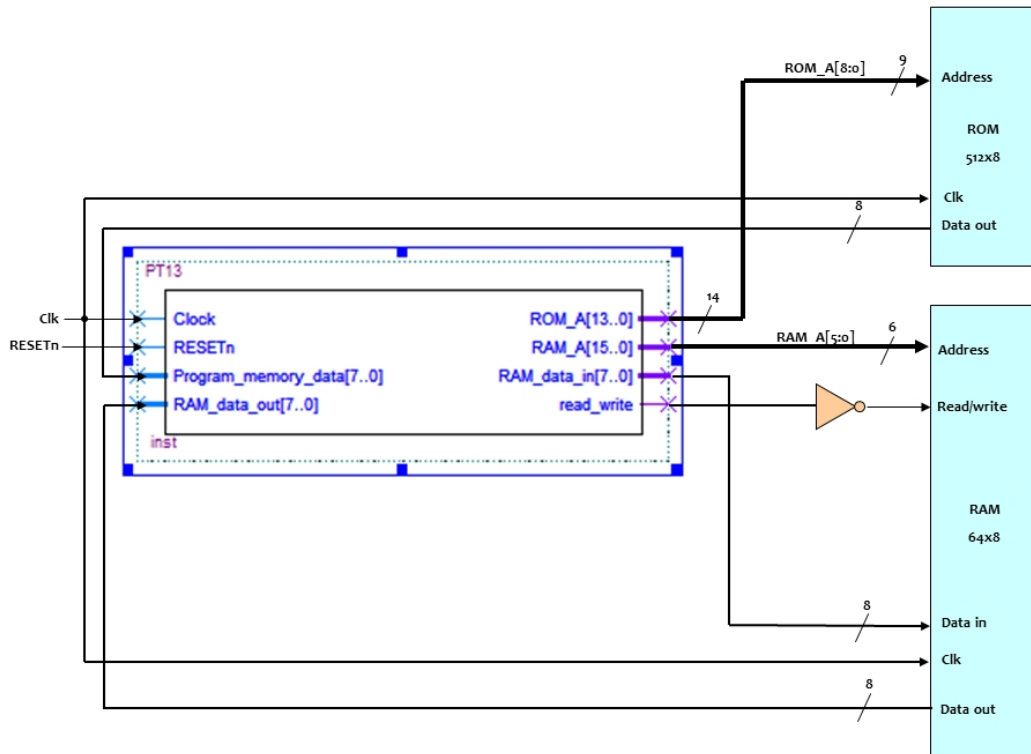 9
ROM_A[8:0]
Address
ROM
512x8
Clk
8
Data out
PT13
14
Clk
Clock
ROM_A[13..0]
RESETn
RESETn
RAM_A[15..0]
RAM_A[5:0]
6
Address
Program_memory_data[7..0]
RAM_data_in[7..0]
RAM_data_out[7..0]
read_write
Read/write
inst
RAM
64x8
8
Data in
Clk
8
Data out